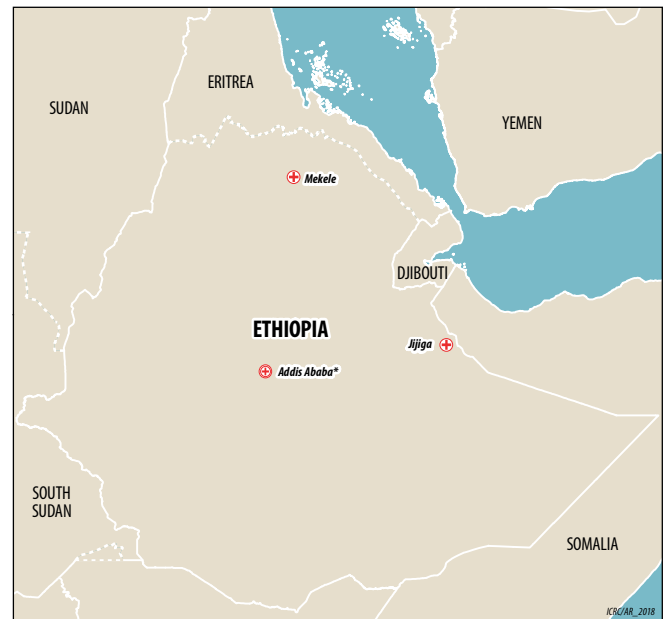 ERITREA
SUDAN
YEMEN
Mekele
DJIBOUTI
ETHIOPIA
Jijiga
Addis Ababa*
SOUTH
SUDAN
SOMALIA
ICRC/AR_2018